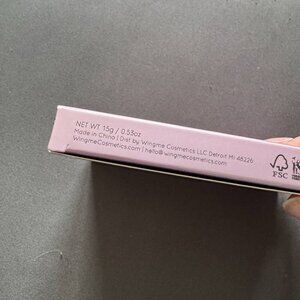 NET WT 15g / 0.53oz
Made in China | Dist by Wingme Cosmetics LLC Detroit MI 48226
WingmeCosmetics.com | hello@wingmecosmetics.com
FSC